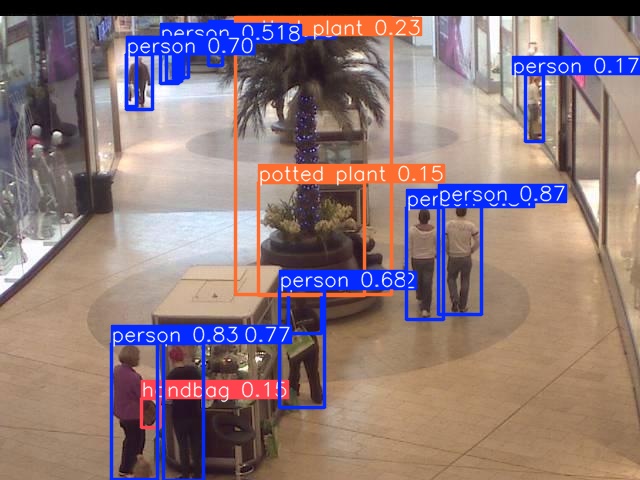 potted plant 0.23
person 0.518
person 0.70
person 0.17
potted plant 0.15
person 0.87
person 0.682
person 0.83 0.77
handbag 0.15